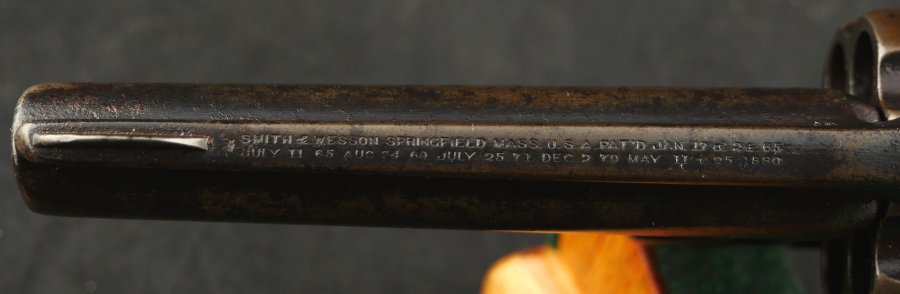 SMITH & WESSON SPRINGFIELD MASS. U.S.A. PAT'D JAN. 17 & 24 65
JULY 11 65 AUG 24 69 JULY 25 71 DEC 2 79 MAY 11 & 25 1880